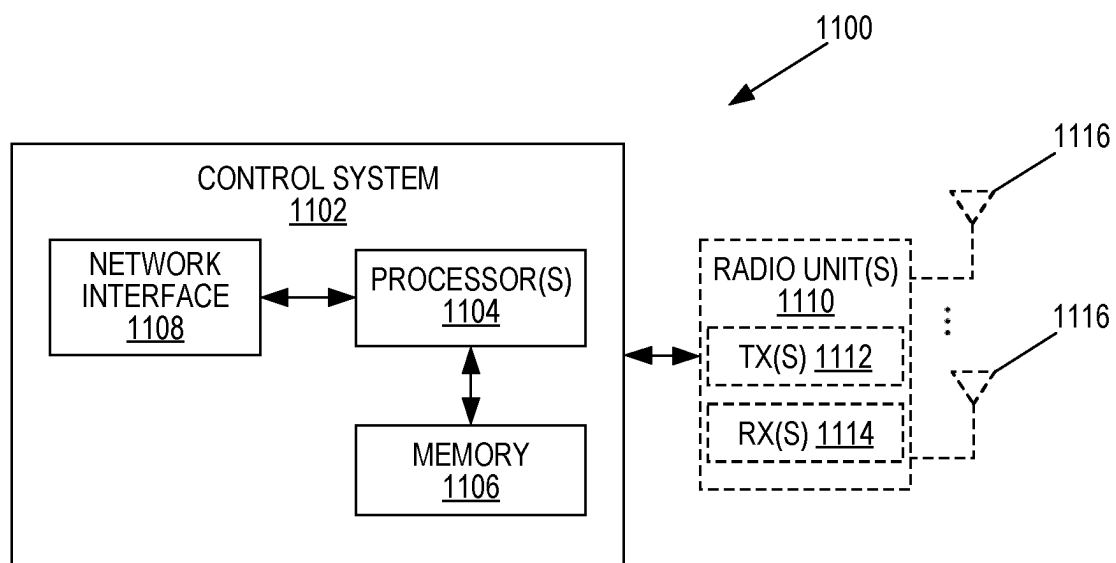 1100
1116
CONTROL SYSTEM
1102
NETWORK
INTERFACE
1108
PROCESSOR(S)
1104
MEMORY
1106
RADIO UNIT(S)
1110
TX(S) 1112
RX(S) 1114
1116